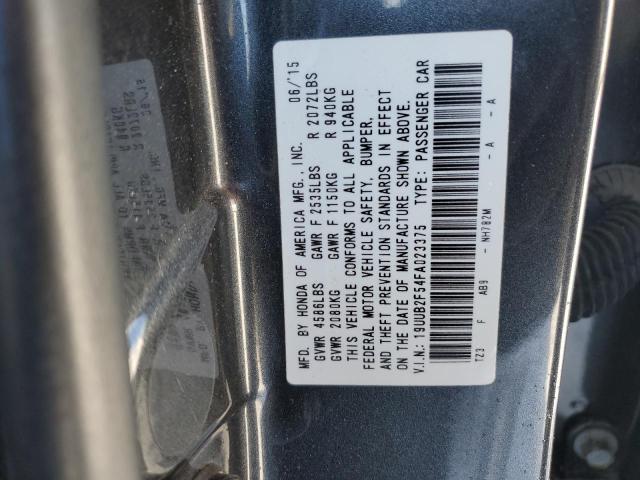 MFD. BY HONDA OF AMERICA MFG., INC. 06/'15
GVWR 4586LBS GAWR F 2535LBS R 2072LBS
GVWR 2080KG GAWR F 1150KG R 940KG
THIS VEHICLE CONFORMS TO ALL APPLICABLE
FEDERAL MOTOR VEHICLE SAFETY, BUMPER,
AND THEFT PREVENTION STANDARDS IN EFFECT
ON THE DATE OF MANUFACTURE SHOWN ABOVE.
V.I.N.: 19UUB2F54FA023375 TYPE: PASSENGER CAR
TZ3 F AB9 - NH782M - A - A